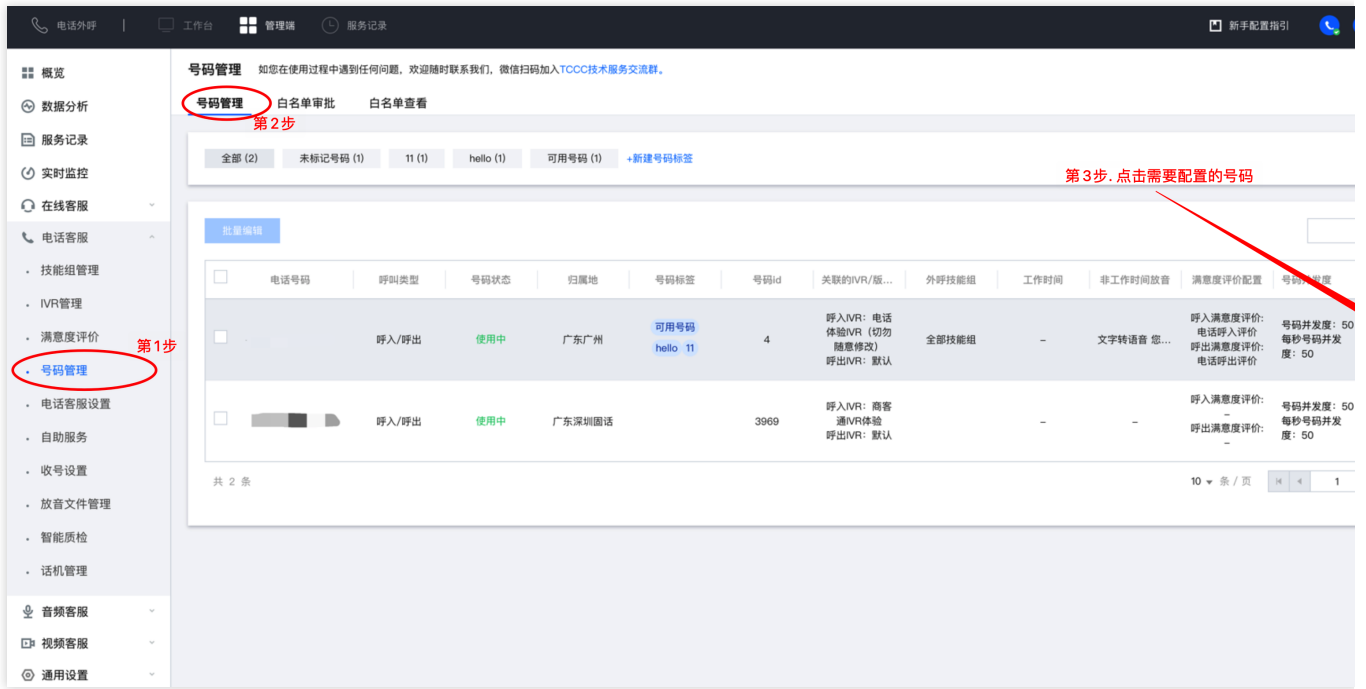 电话外呼 | 工作台 管理端 服务记录 新手配置指引
概览
数据分析
服务记录
实时监控
在线客服
电话客服
技能组管理
IVR管理
满意度评价
第1步
号码管理
电话客服设置
自助服务
收号设置
放音文件管理
智能质检
话机管理
音频客服
视频客服
通用设置
号码管理 如您在使用过程中遇到任何问题，欢迎随时联系我们，微信扫码加入TCCC技术服务交流群。
号码管理 白名单审批 白名单查看
第2步
全部 (2) 未标记号码 (1) 11 (1) hello (1) 可用号码 (1) +新建号码标签
第3步. 点击需要配置的号码
批量编辑
电话号码 呼叫类型 号码状态 归属地 号码标签 号码id 关联的IVR/版... 外呼技能组 工作时间 非工作时间放音 满意度评价配置 号码并发度
呼入/呼出 使用中 广东广州
可用号码
hello 11
4
呼入IVR：电话
体验IVR（切勿
随意修改）
呼出IVR：默认
全部技能组 – 文字转语音 您...
呼入满意度评价:
电话呼入评价
呼出满意度评价:
电话呼出评价
号码并发度：50
每秒号码并发
度：50
呼入/呼出 使用中 广东深圳固话 3969
呼入IVR：商客
通IVR体验
呼出IVR：默认
– –
呼入满意度评价:
–
呼出满意度评价:
–
号码并发度：50
每秒号码并发
度：50
共 2 条 10 条 / 页 1